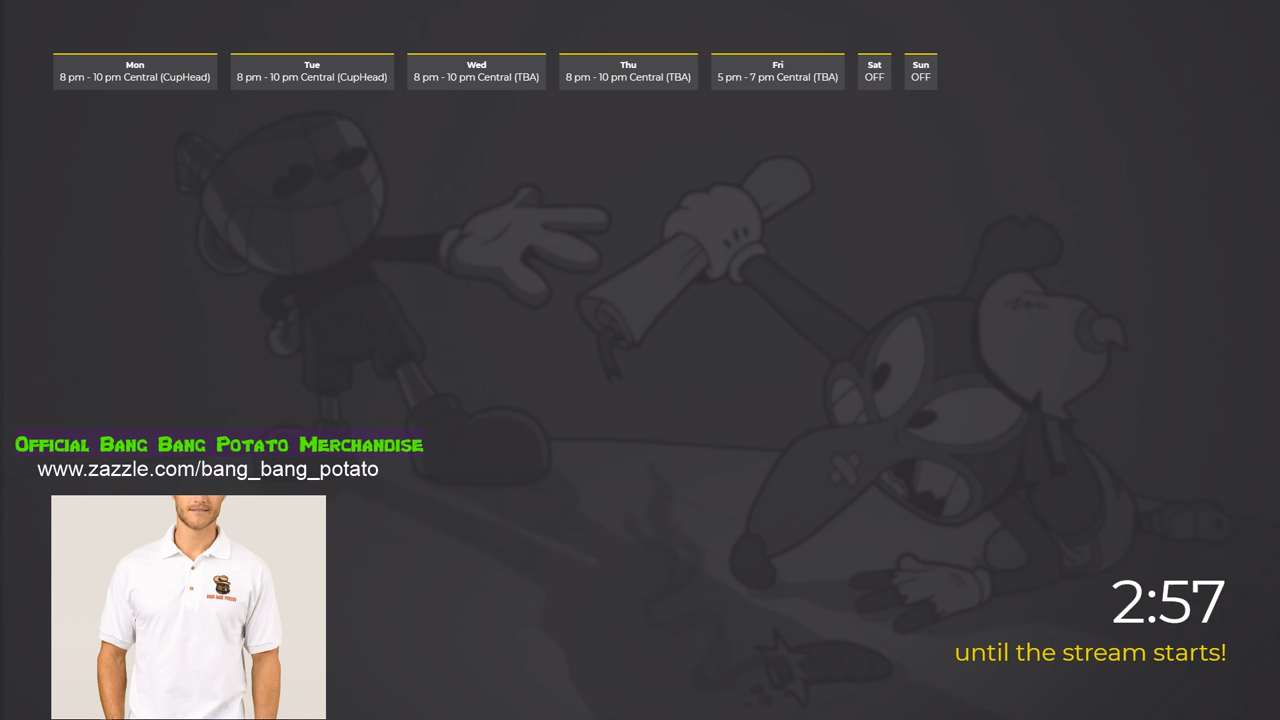 Mon
8 pm - 10 pm Central (CupHead)
Tue
8 pm - 10 pm Central (CupHead)
Wed
8 pm - 10 pm Central (TBA)
Thu
8 pm - 10 pm Central (TBA)
Fri
5 pm - 7 pm Central (TBA)
Sat
OFF
Sun
OFF
Official Bang Bang Potato Merchandise
www.zazzle.com/bang_bang_potato
2:57
until the stream starts!